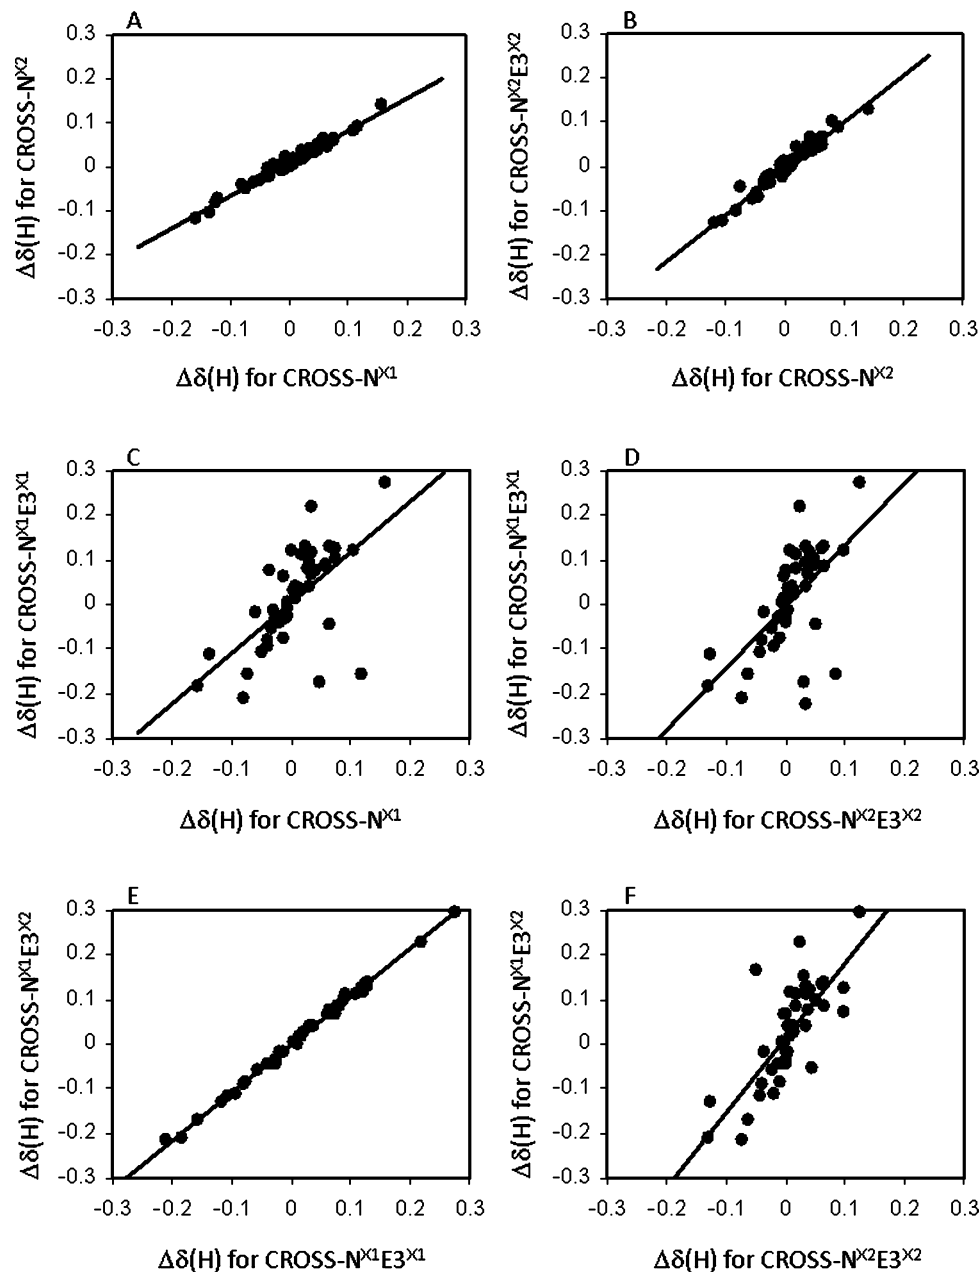 A
0.3
0.2
0.1
0
-0.1
-0.2
-0.3
-0.3 -0.2 -0.1 0 0.1 0.2 0.3
Δδ(H) for CROSS-N^X2
Δδ(H) for CROSS-N^X1
B
0.3
0.2
0.1
0
-0.1
-0.2
-0.3
-0.3 -0.2 -0.1 0 0.1 0.2 0.3
Δδ(H) for CROSS-N^X2E3^X2
Δδ(H) for CROSS-N^X2
C
0.3
0.2
0.1
0
-0.1
-0.2
-0.3
-0.3 -0.2 -0.1 0 0.1 0.2 0.3
Δδ(H) for CROSS-N^X1E3^X1
Δδ(H) for CROSS-N^X1
D
0.3
0.2
0.1
0
-0.1
-0.2
-0.3
-0.3 -0.2 -0.1 0 0.1 0.2 0.3
Δδ(H) for CROSS-N^X1E3^X1
Δδ(H) for CROSS-N^X2E3^X2
E
0.3
0.2
0.1
0
-0.1
-0.2
-0.3
-0.3 -0.2 -0.1 0 0.1 0.2 0.3
Δδ(H) for CROSS-N^X1E3^X2
Δδ(H) for CROSS-N^X1E3^X1
F
0.3
0.2
0.1
0
-0.1
-0.2
-0.3
-0.3 -0.2 -0.1 0 0.1 0.2 0.3
Δδ(H) for CROSS-N^X1E3^X2
Δδ(H) for CROSS-N^X2E3^X2